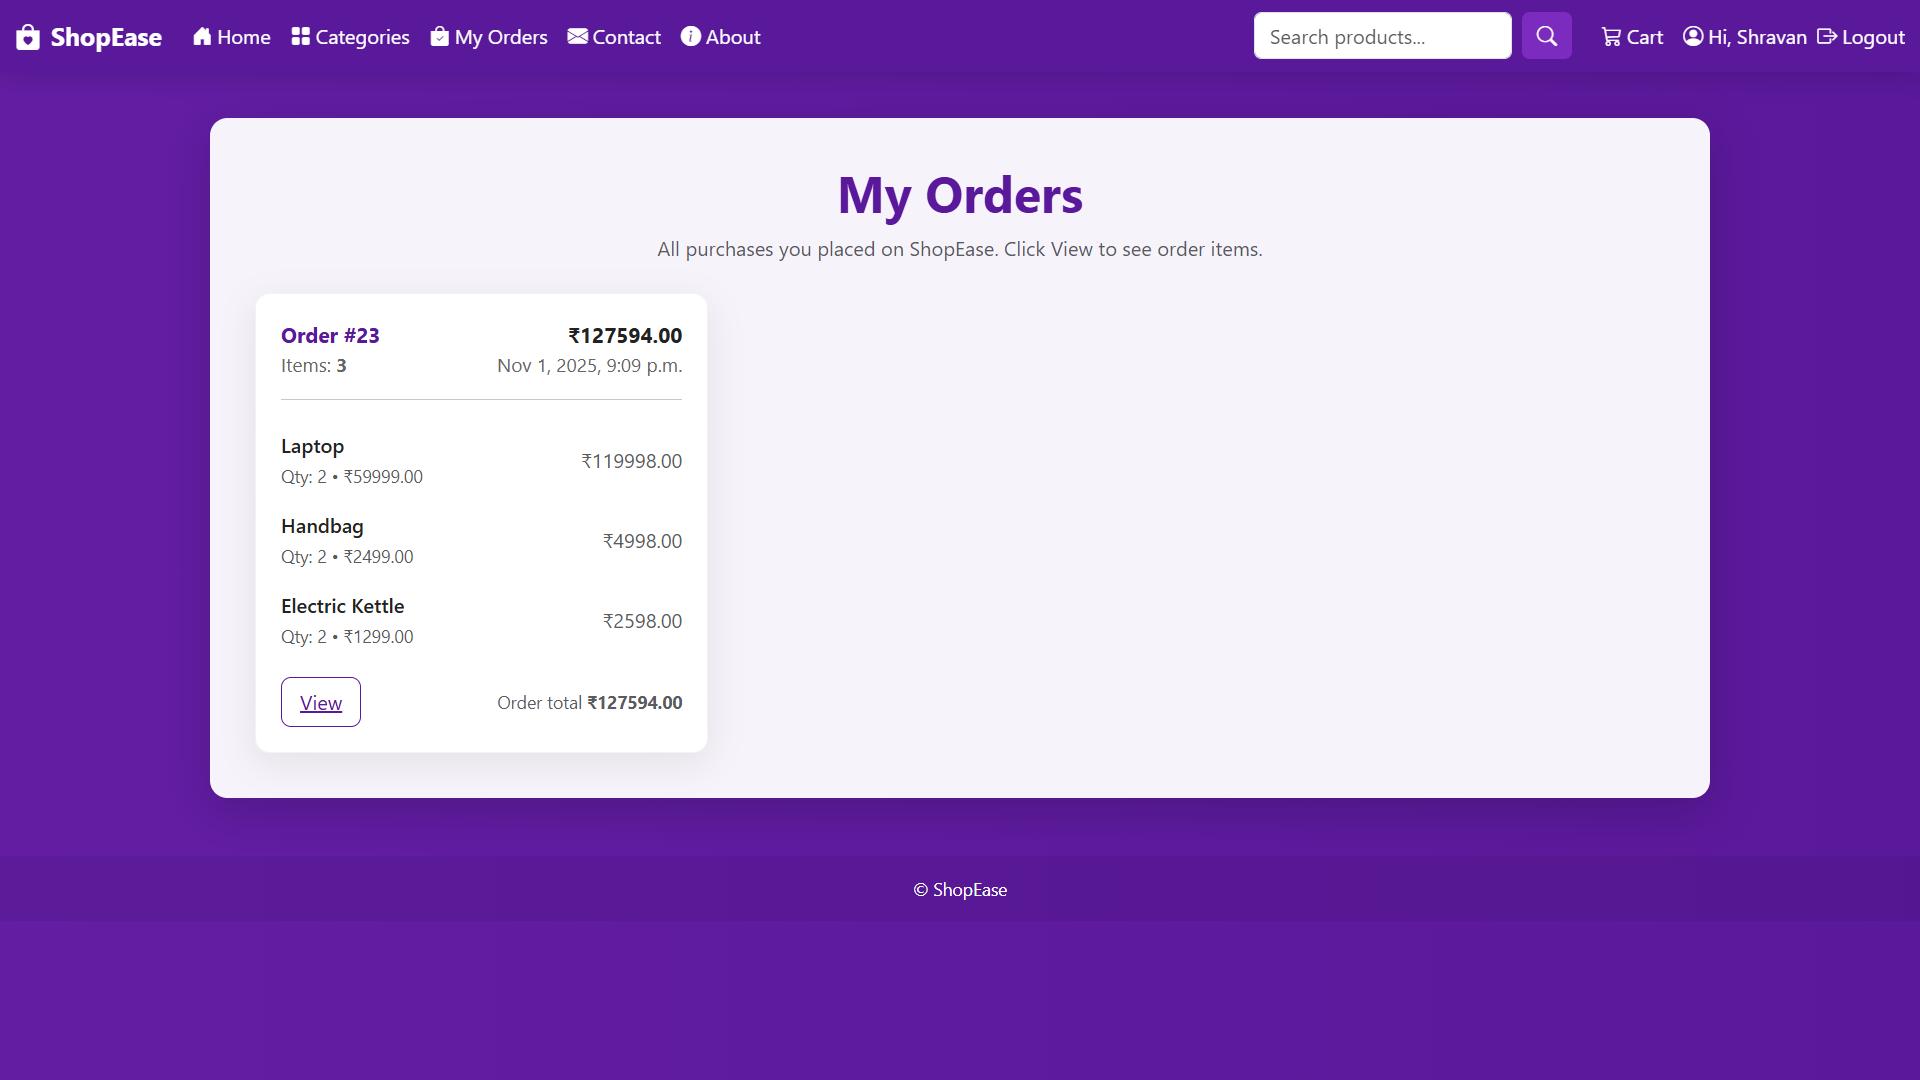 ShopEase Home Categories My Orders Contact About Search products... Cart Hi, Shravan Logout
My Orders
All purchases you placed on ShopEase. Click View to see order items.
Order #23 ₹127594.00
Items: 3 Nov 1, 2025, 9:09 p.m.
Laptop
₹119998.00
Qty: 2 • ₹59999.00
Handbag
₹4998.00
Qty: 2 • ₹2499.00
Electric Kettle
₹2598.00
Qty: 2 • ₹1299.00
View Order total ₹127594.00
© ShopEase